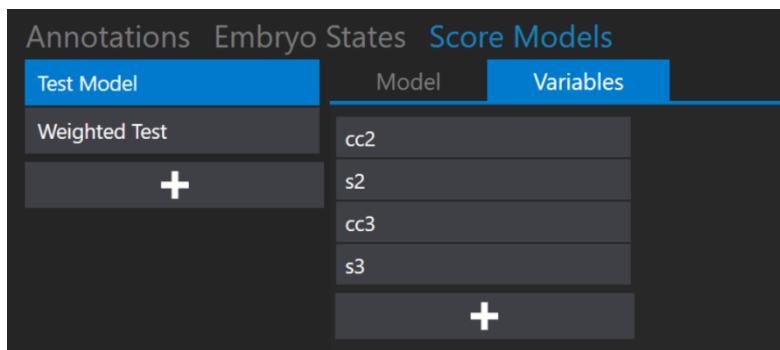 Annotations Embryo States Score Models
Test Model
Weighted Test
Model Variables
cc2
s2
cc3
s3